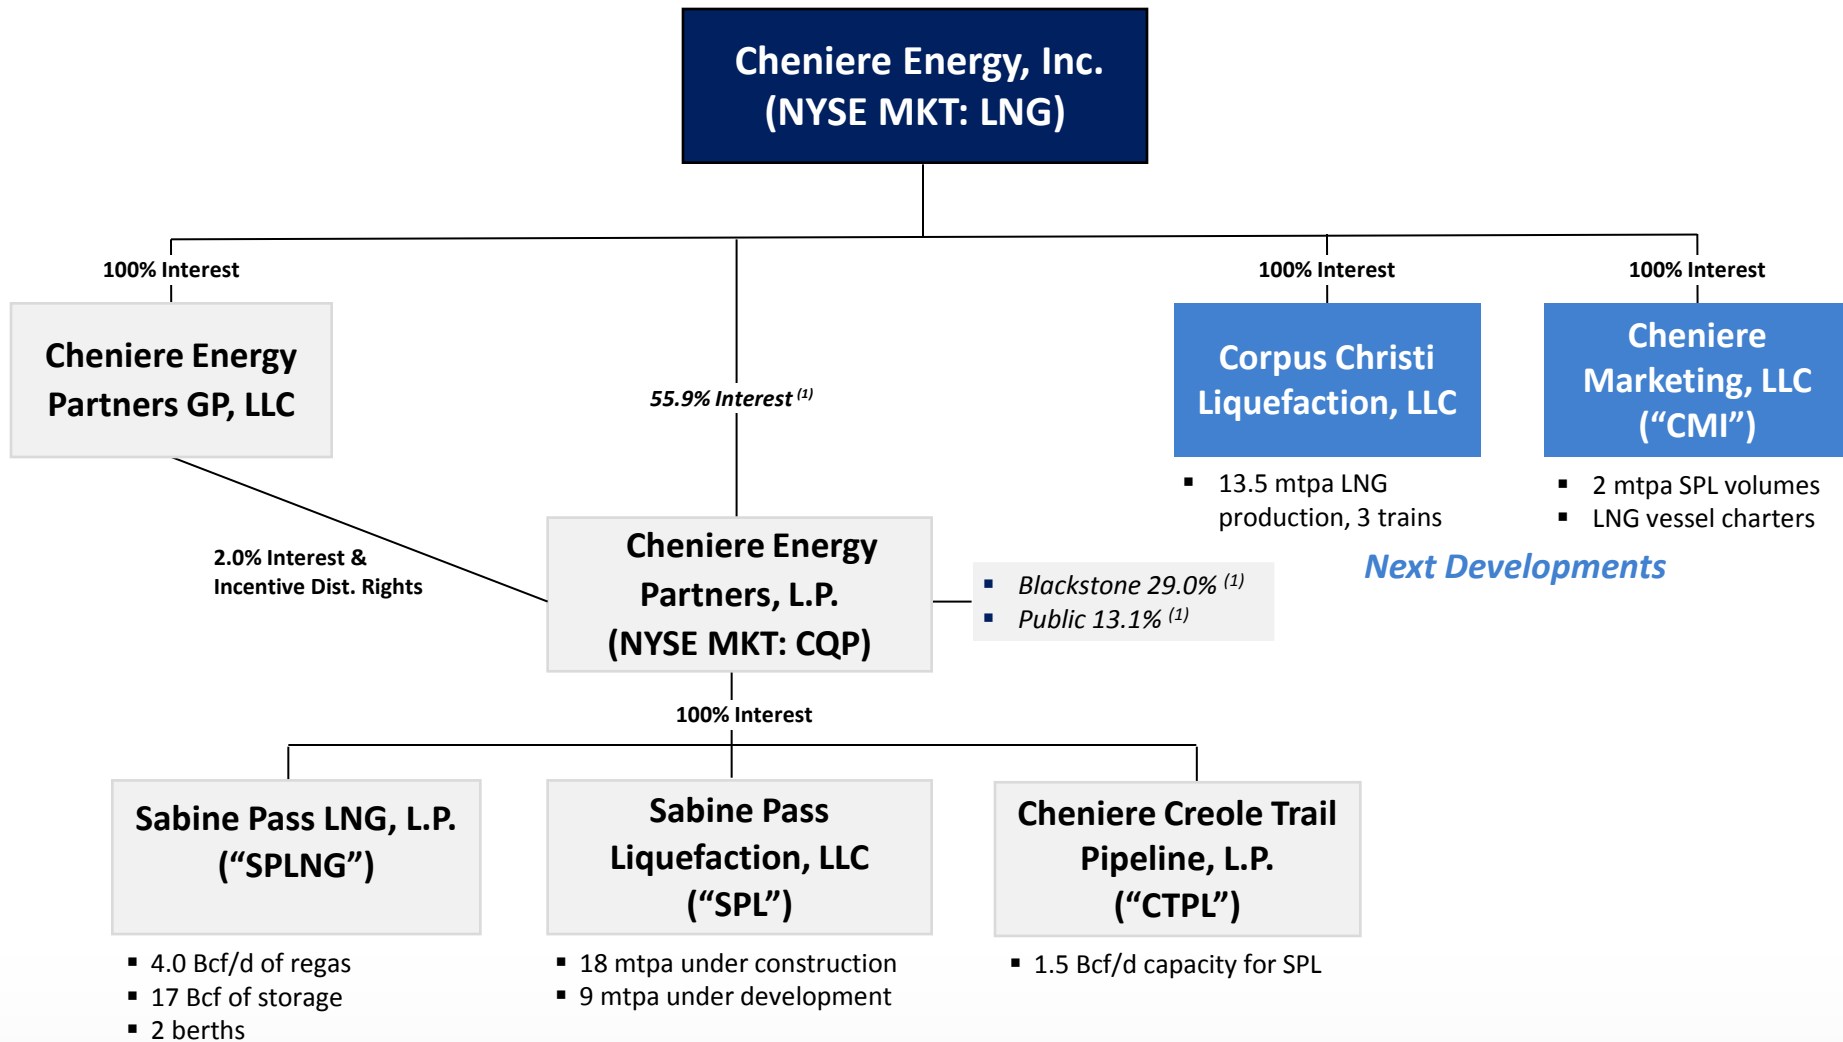 Cheniere Energy, Inc.
(NYSE MKT: LNG)
100% Interest
100% Interest
100% Interest
Cheniere Energy
Partners GP, LLC
55.9% Interest (1)
Corpus Christi
Liquefaction, LLC
Cheniere
Marketing, LLC
(“CMI”)
▪ 13.5 mtpa LNG
production, 3 trains
▪ 2 mtpa SPL volumes
▪ LNG vessel charters
Next Developments
2.0% Interest &
Incentive Dist. Rights
Cheniere Energy
Partners, L.P.
(NYSE MKT: CQP)
▪ Blackstone 29.0% (1)
▪ Public 13.1% (1)
100% Interest
Sabine Pass LNG, L.P.
(“SPLNG”)
Sabine Pass
Liquefaction, LLC
(“SPL”)
Cheniere Creole Trail
Pipeline, L.P.
(“CTPL”)
▪ 4.0 Bcf/d of regas
▪ 17 Bcf of storage
▪ 2 berths
▪ 18 mtpa under construction
▪ 9 mtpa under development
▪ 1.5 Bcf/d capacity for SPL